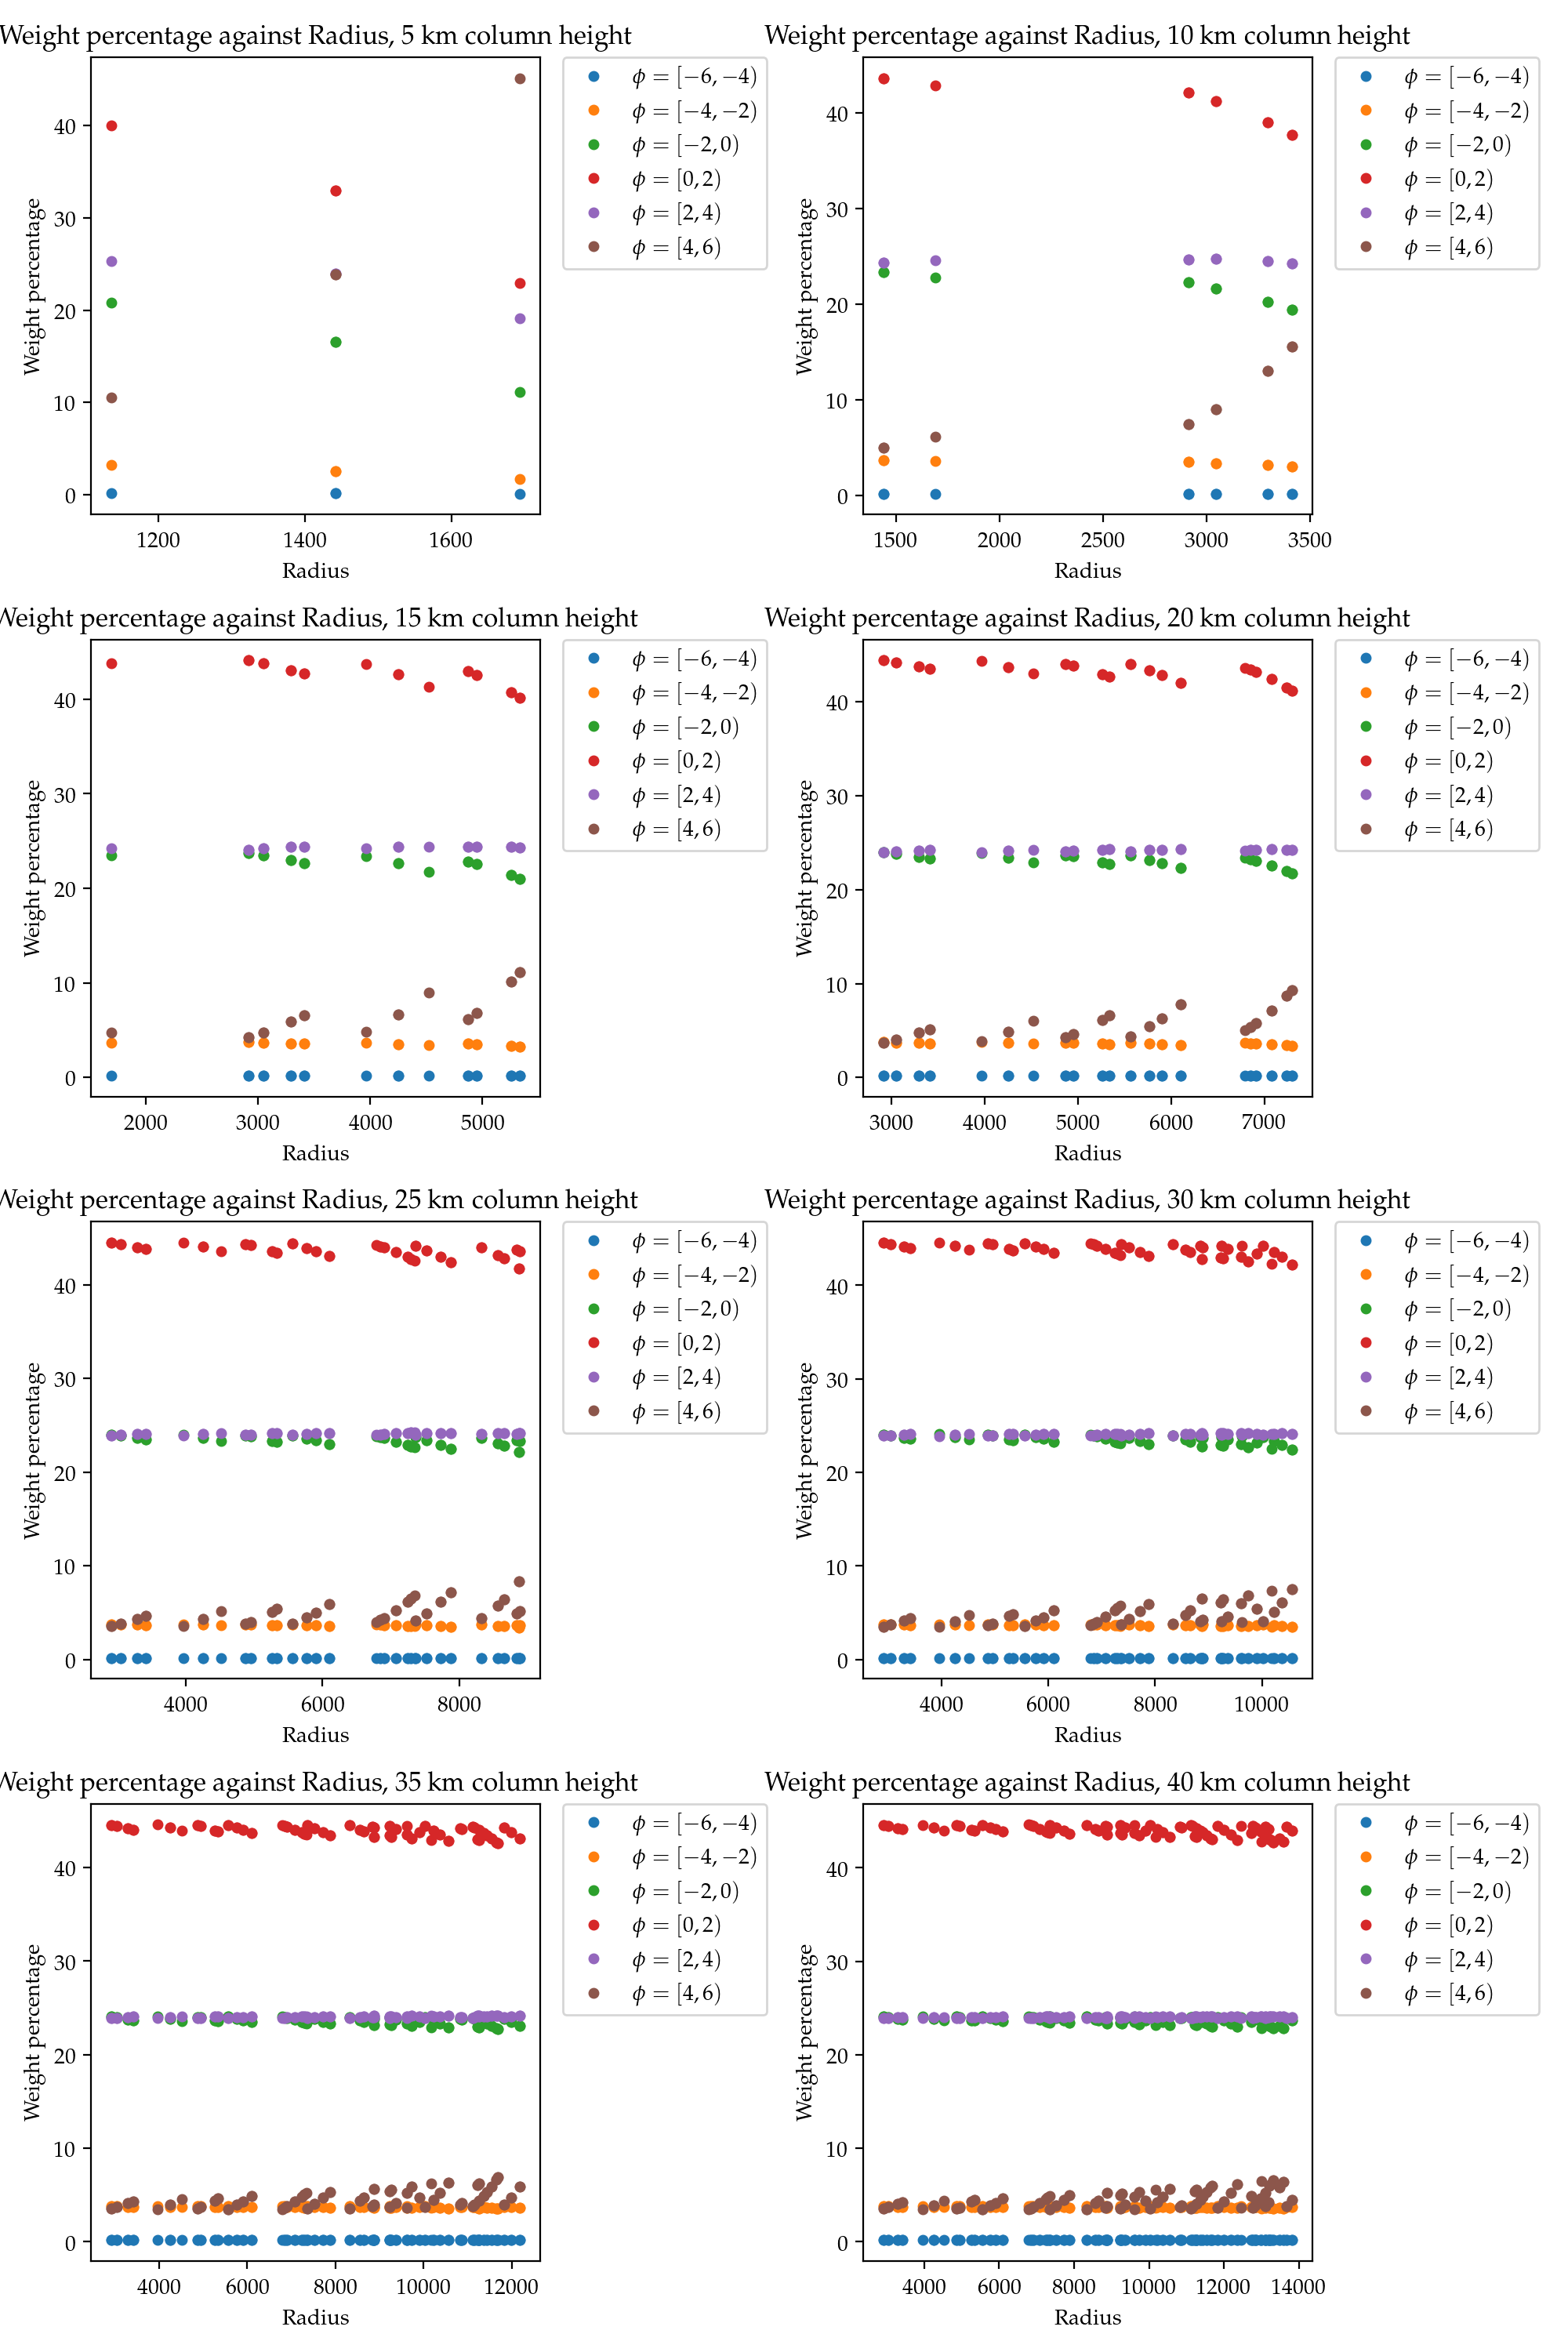 Weight percentage against Radius, 5 km column height
Weight percentage
40
30
20
10
0
1200 1400 1600
Radius
ϕ = [−6, −4)
ϕ = [−4, −2)
ϕ = [−2, 0)
ϕ = [0, 2)
ϕ = [2, 4)
ϕ = [4, 6)
Weight percentage against Radius, 10 km column height
Weight percentage
40
30
20
10
0
1500 2000 2500 3000 3500
Radius
ϕ = [−6, −4)
ϕ = [−4, −2)
ϕ = [−2, 0)
ϕ = [0, 2)
ϕ = [2, 4)
ϕ = [4, 6)
Weight percentage against Radius, 15 km column height
Weight percentage
40
30
20
10
0
2000 3000 4000 5000
Radius
ϕ = [−6, −4)
ϕ = [−4, −2)
ϕ = [−2, 0)
ϕ = [0, 2)
ϕ = [2, 4)
ϕ = [4, 6)
Weight percentage against Radius, 20 km column height
Weight percentage
40
30
20
10
0
3000 4000 5000 6000 7000
Radius
ϕ = [−6, −4)
ϕ = [−4, −2)
ϕ = [−2, 0)
ϕ = [0, 2)
ϕ = [2, 4)
ϕ = [4, 6)
Weight percentage against Radius, 25 km column height
Weight percentage
40
30
20
10
0
4000 6000 8000
Radius
ϕ = [−6, −4)
ϕ = [−4, −2)
ϕ = [−2, 0)
ϕ = [0, 2)
ϕ = [2, 4)
ϕ = [4, 6)
Weight percentage against Radius, 30 km column height
Weight percentage
40
30
20
10
0
4000 6000 8000 10000
Radius
ϕ = [−6, −4)
ϕ = [−4, −2)
ϕ = [−2, 0)
ϕ = [0, 2)
ϕ = [2, 4)
ϕ = [4, 6)
Weight percentage against Radius, 35 km column height
Weight percentage
40
30
20
10
0
4000 6000 8000 10000 12000
Radius
ϕ = [−6, −4)
ϕ = [−4, −2)
ϕ = [−2, 0)
ϕ = [0, 2)
ϕ = [2, 4)
ϕ = [4, 6)
Weight percentage against Radius, 40 km column height
Weight percentage
40
30
20
10
0
4000 6000 8000 10000 12000 14000
Radius
ϕ = [−6, −4)
ϕ = [−4, −2)
ϕ = [−2, 0)
ϕ = [0, 2)
ϕ = [2, 4)
ϕ = [4, 6)